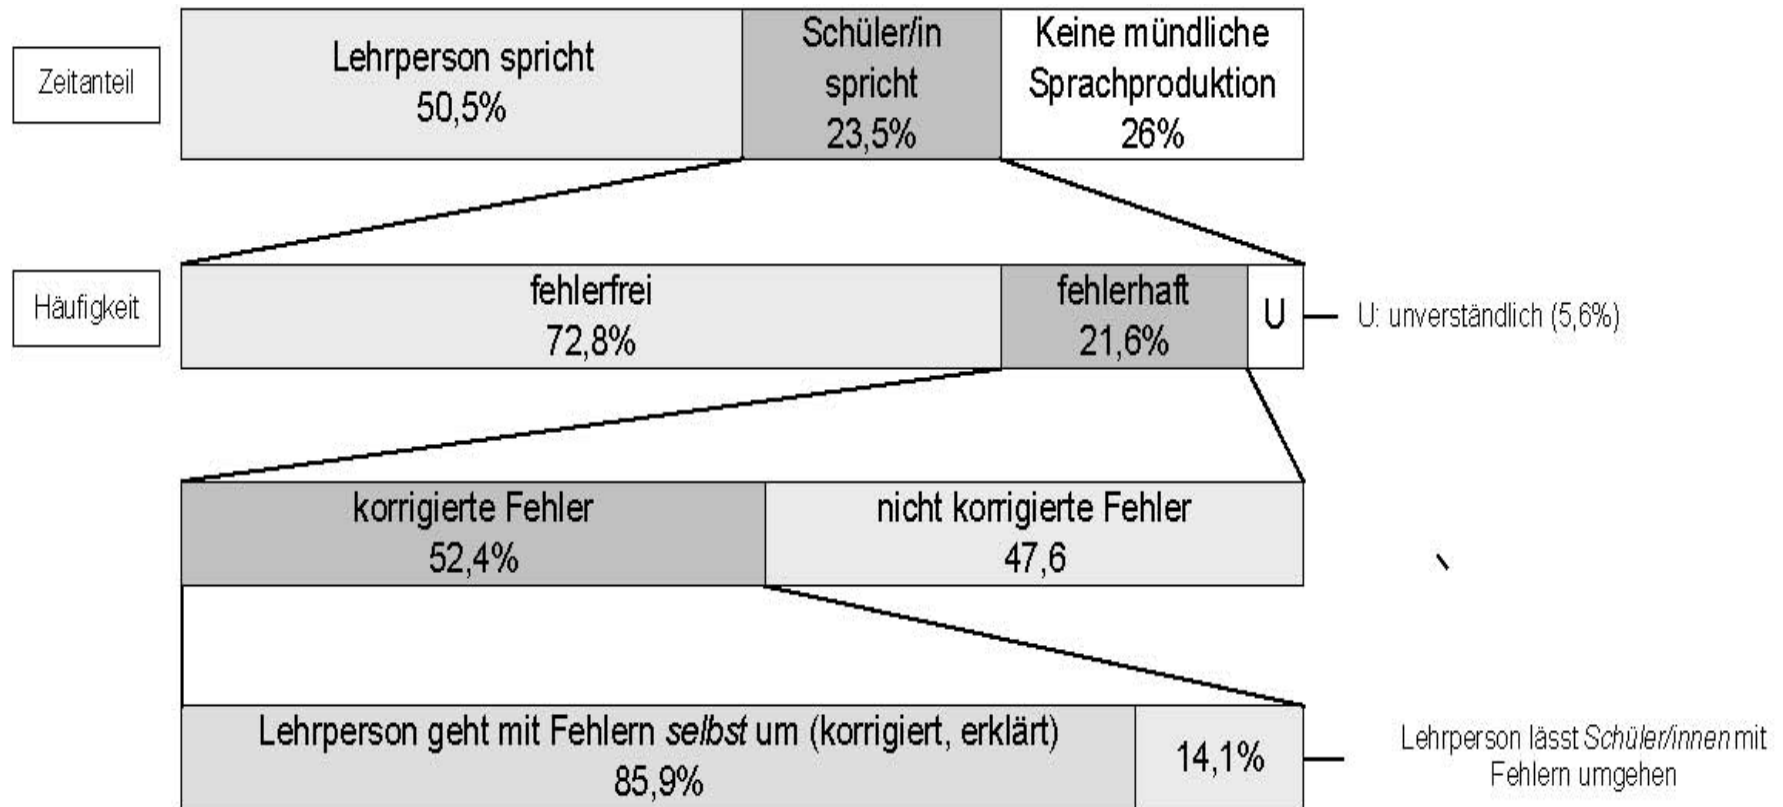 Zeitanteil
Lehrperson spricht
50,5%
Schüler/in
spricht
23,5%
Keine mündliche
Sprachproduktion
26%
Häufigkeit
fehlerfrei
72,8%
fehlerhaft
21,6%
U
U: unverständlich (5,6%)
korrigierte Fehler
52,4%
nicht korrigierte Fehler
47,6
Lehrperson geht mit Fehlern selbst um (korrigiert, erklärt)
85,9%
14,1%
Lehrperson lässt Schüler/innen mit
Fehlern umgehen